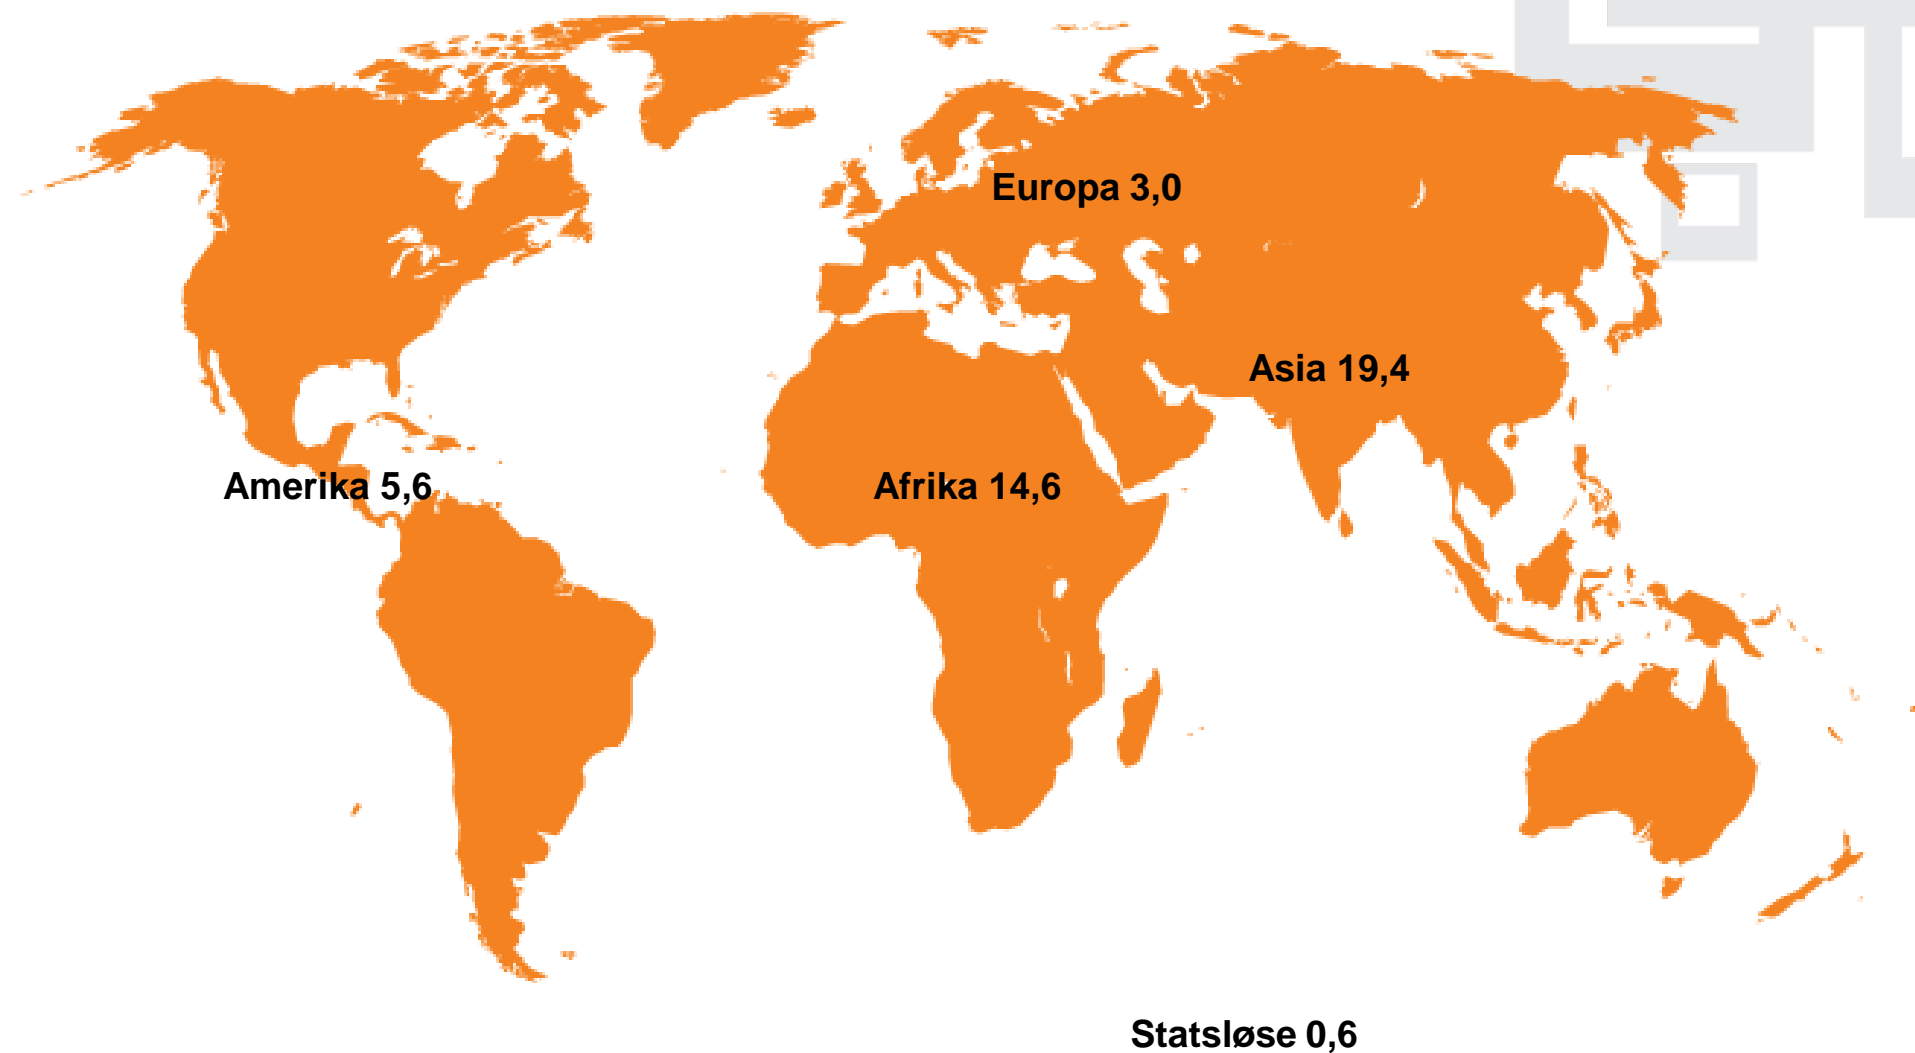 Europa 3,0
Asia 19,4
Amerika 5,6
Afrika 14,6
Statsløse 0,6